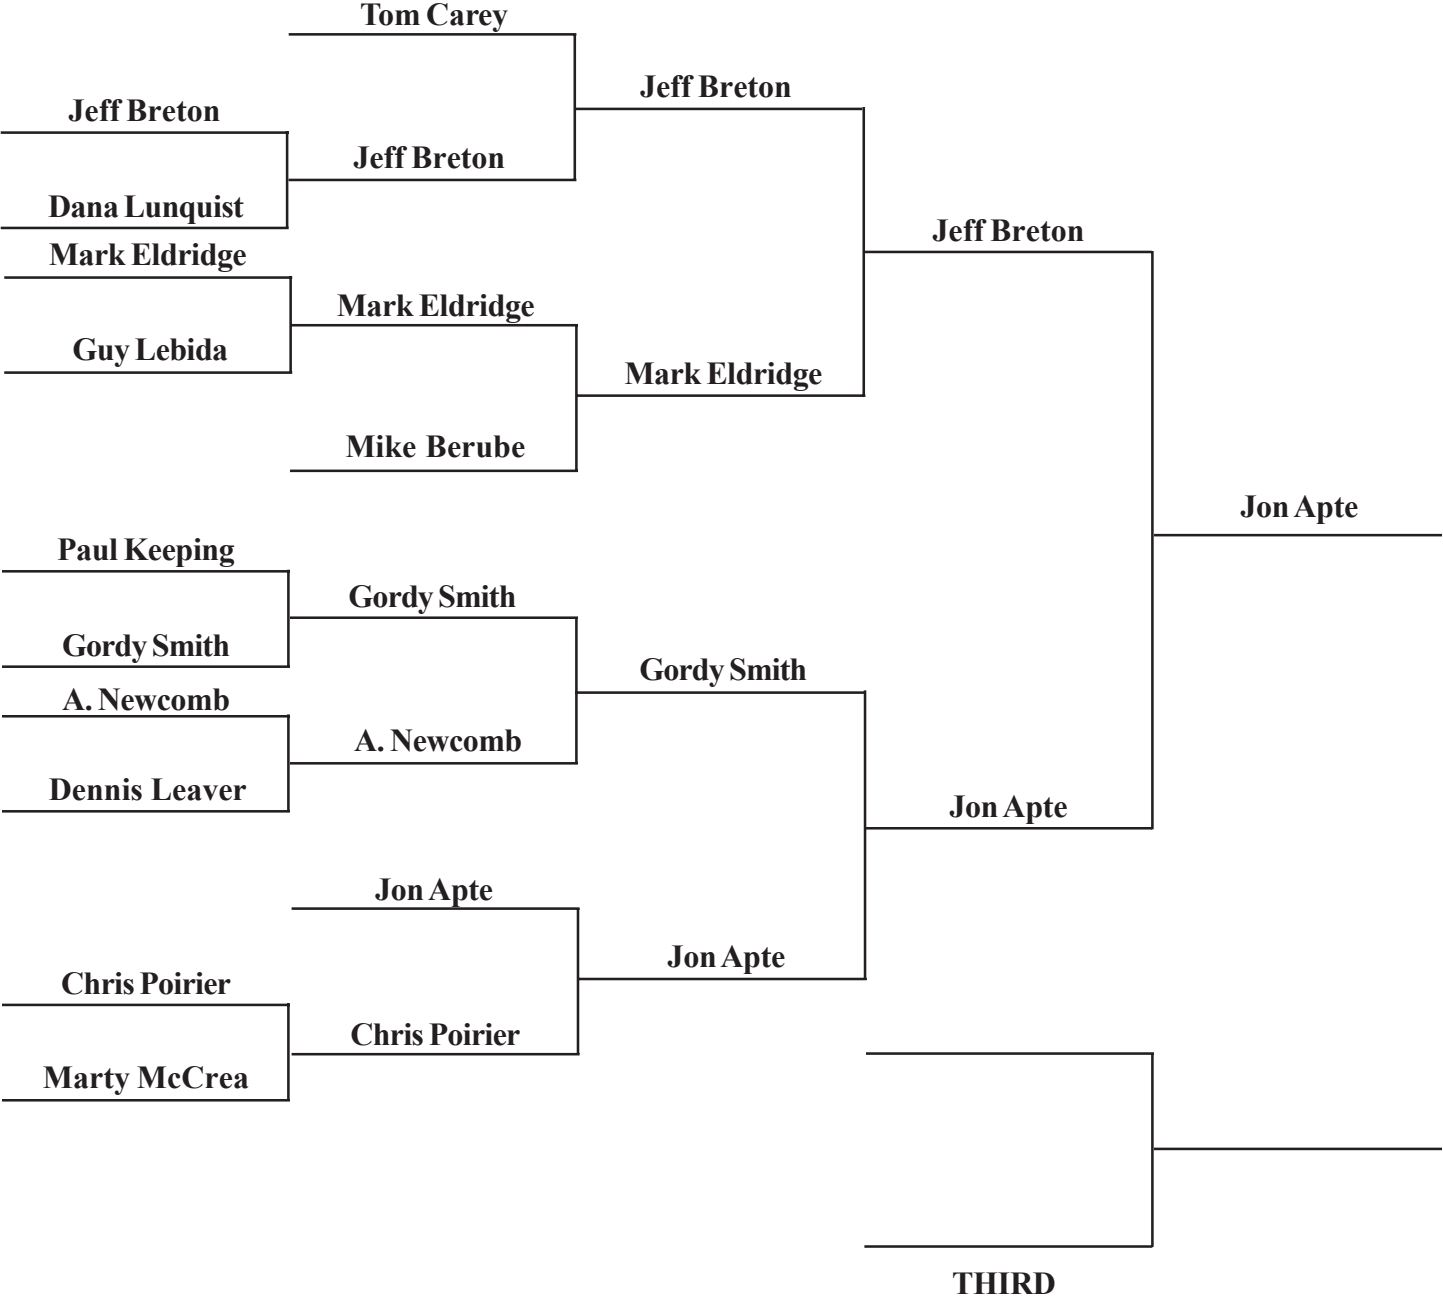 Tom Carey
Jeff Breton
Jeff Breton
Jeff Breton
Dana Lunquist
Jeff Breton
Mark Eldridge
Mark Eldridge
Guy Lebida
Mark Eldridge
Mike Berube
Jon Apte
Paul Keeping
Gordy Smith
Gordy Smith
Gordy Smith
A. Newcomb
A. Newcomb
Dennis Leaver
Jon Apte
Jon Apte
Jon Apte
Chris Poirier
Chris Poirier
Marty McCrea
THIRD